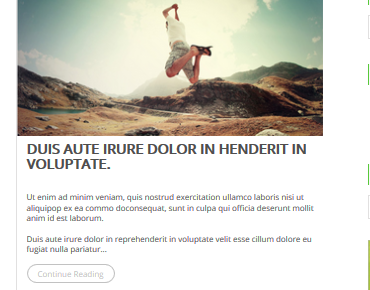 DUIS AUTE IRURE DOLOR IN HENDERIT IN
VOLUPTATE.
Ut enim ad minim veniam, quis nostrud exercitation ullamco laboris nisi ut
aliquipop ex ea commo doconsequat, sunt in culpa qui officia deserunt mollit
anim id est laborum.
Duis aute irure dolor in reprehenderit in voluptate velit esse cillum dolore eu
fugiat nulla pariatur...
Continue Reading